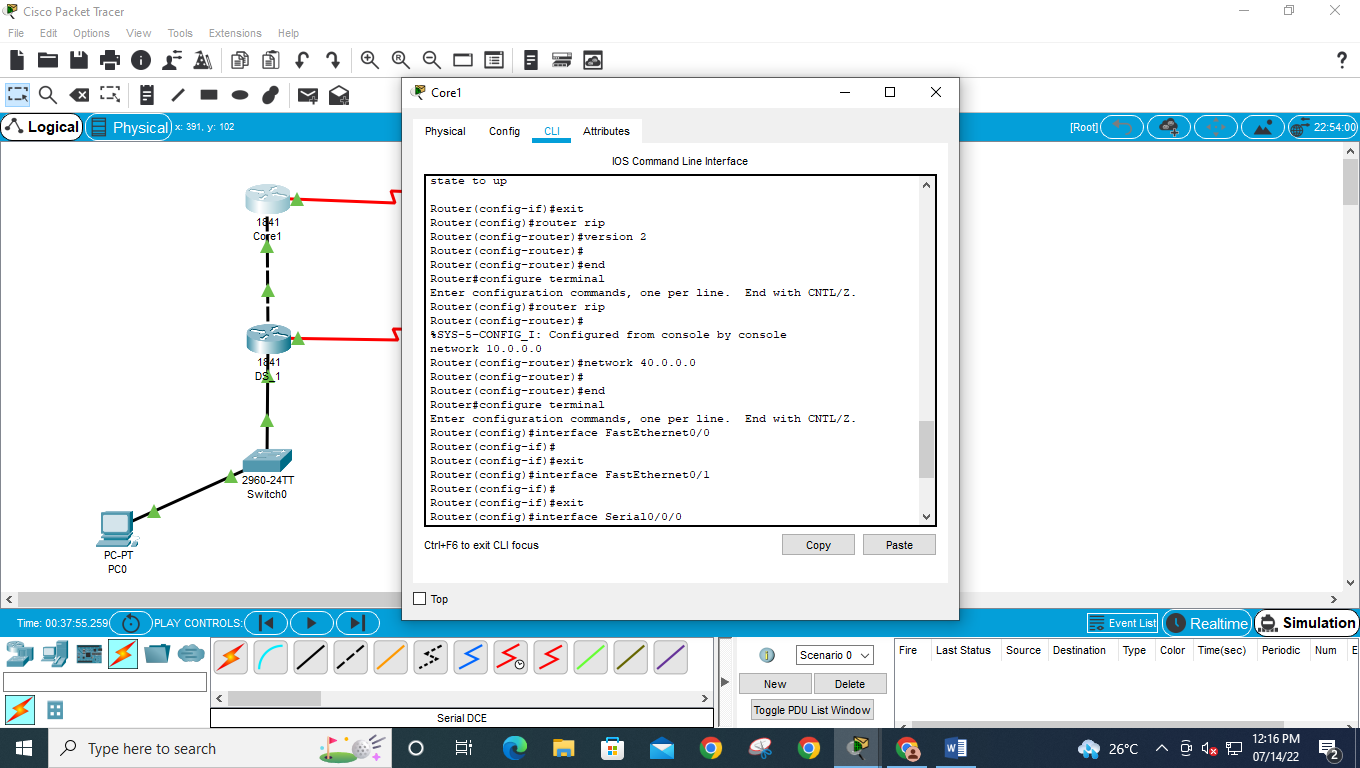 Cisco Packet Tracer
File Edit Options View Tools Extensions Help
?
Logical Physical x: 391, y: 102
[Root] 22:54:00
1841
Core1
1841
DS_1
2960-24TT
Switch0
PC-PT
PC0
Core1
Physical Config CLI Attributes
IOS Command Line Interface
state to up
Router(config-if)#exit
Router(config)#router rip
Router(config-router)#version 2
Router(config-router)#
Router(config-router)#end
Router#configure terminal
Enter configuration commands, one per line.  End with CNTL/Z.
Router(config)#router rip
Router(config-router)#
%SYS-5-CONFIG_I: Configured from console by console
network 10.0.0.0
Router(config-router)#network 40.0.0.0
Router(config-router)#
Router(config-router)#end
Router#configure terminal
Enter configuration commands, one per line.  End with CNTL/Z.
Router(config)#interface FastEthernet0/0
Router(config-if)#
Router(config-if)#exit
Router(config)#interface FastEthernet0/1
Router(config-if)#
Router(config-if)#exit
Router(config)#interface Serial0/0/0
Ctrl+F6 to exit CLI focus
Copy Paste
Top
Time: 00:37:55.259 PLAY CONTROLS:
Event List Realtime Simulation
Serial DCE
Scenario 0
New Delete
Toggle PDU List Window
Fire Last Status Source Destination Type Color Time(sec) Periodic Num E
Type here to search
26°C
12:16 PM
07/14/22
2